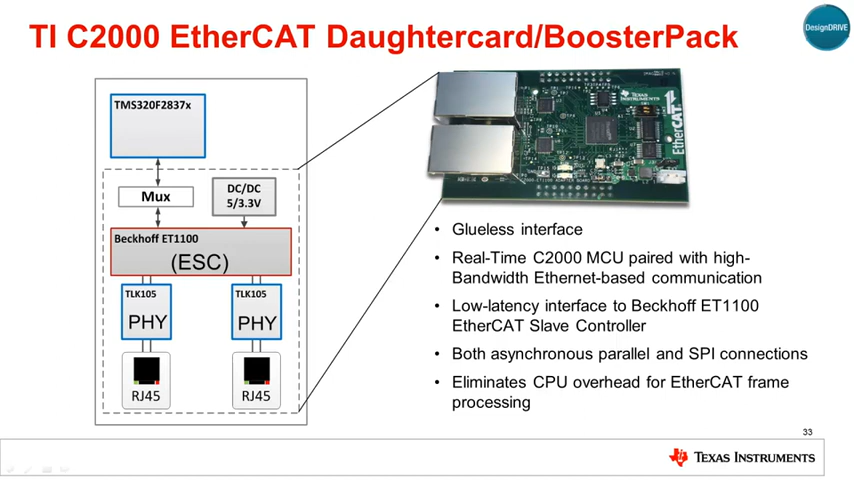 TI C2000 EtherCAT Daughtercard/BoosterPack
DesignDRIVE
TMS320F2837x
Mux
DC/DC
5/3.3V
Beckhoff ET1100
(ESC)
TLK105
PHY
TLK105
PHY
RJ45
RJ45
TEXAS
INSTRUMENTS
EtherCAT
• Glueless interface
• Real-Time C2000 MCU paired with high-
Bandwidth Ethernet-based communication
• Low-latency interface to Beckhoff ET1100
EtherCAT Slave Controller
• Both asynchronous parallel and SPI connections
• Eliminates CPU overhead for EtherCAT frame
processing
33
TEXAS INSTRUMENTS